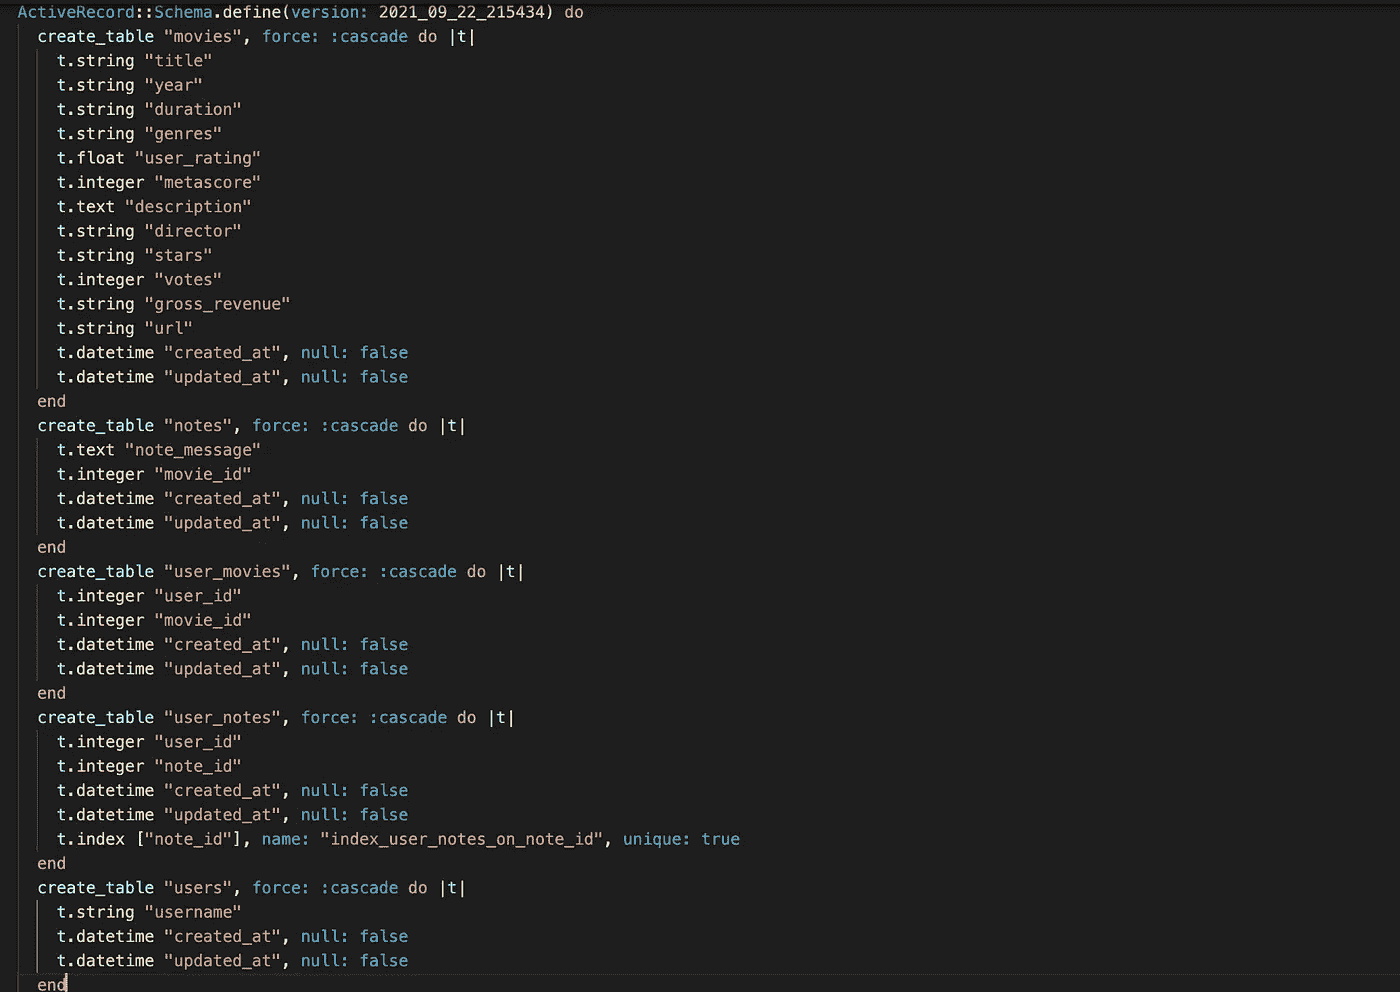 ActiveRecord::Schema.define(version: 2021_09_22_215434) do
  create_table "movies", force: :cascade do |t|
    t.string "title"
    t.string "year"
    t.string "duration"
    t.string "genres"
    t.float "user_rating"
    t.integer "metascore"
    t.text "description"
    t.string "director"
    t.string "stars"
    t.integer "votes"
    t.string "gross_revenue"
    t.string "url"
    t.datetime "created_at", null: false
    t.datetime "updated_at", null: false
  end
  create_table "notes", force: :cascade do |t|
    t.text "note_message"
    t.integer "movie_id"
    t.datetime "created_at", null: false
    t.datetime "updated_at", null: false
  end
  create_table "user_movies", force: :cascade do |t|
    t.integer "user_id"
    t.integer "movie_id"
    t.datetime "created_at", null: false
    t.datetime "updated_at", null: false
  end
  create_table "user_notes", force: :cascade do |t|
    t.integer "user_id"
    t.integer "note_id"
    t.datetime "created_at", null: false
    t.datetime "updated_at", null: false
    t.index ["note_id"], name: "index_user_notes_on_note_id", unique: true
  end
  create_table "users", force: :cascade do |t|
    t.string "username"
    t.datetime "created_at", null: false
    t.datetime "updated_at", null: false
  end